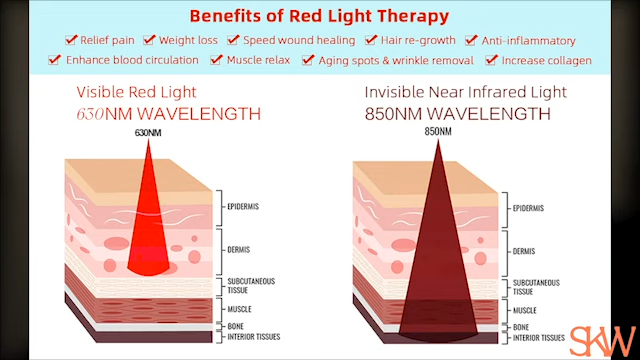 Benefits of Red Light Therapy
Relief pain Weight loss Speed wound healing Hair re-growth Anti-inflammatory
Enhance blood circulation Muscle relax Aging spots & wrinkle removal Increase collagen
Visible Red Light
630NM WAVELENGTH
630NM
EPIDERMIS
DERMIS
SUBCUTANEOUS
TISSUE
MUSCLE
BONE
INTERIOR TISSUES
Invisible Near Infrared Light
850NM WAVELENGTH
850NM
EPIDERMIS
DERMIS
SUBCUTANEOUS
TISSUE
MUSCLE
BONE
INTERIOR TISSUES
SKW